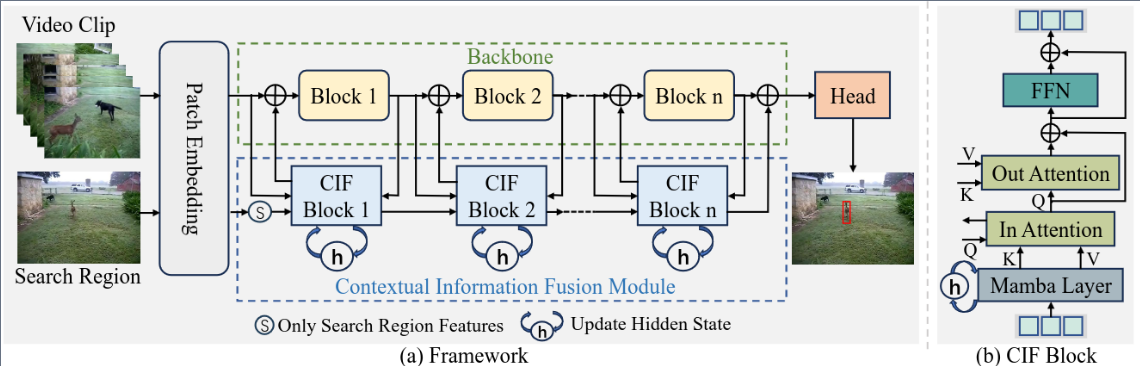 Video Clip
Search Region
Patch Embedding
Backbone
Block 1
Block 2
Block n
Head
CIF
Block 1
CIF
Block 2
CIF
Block n
S
h
h
h
Contextual Information Fusion Module
S Only Search Region Features
h Update Hidden State
(a) Framework
FFN
V
K
Out Attention
Q
In Attention
Q
K
V
h
Mamba Layer
(b) CIF Block